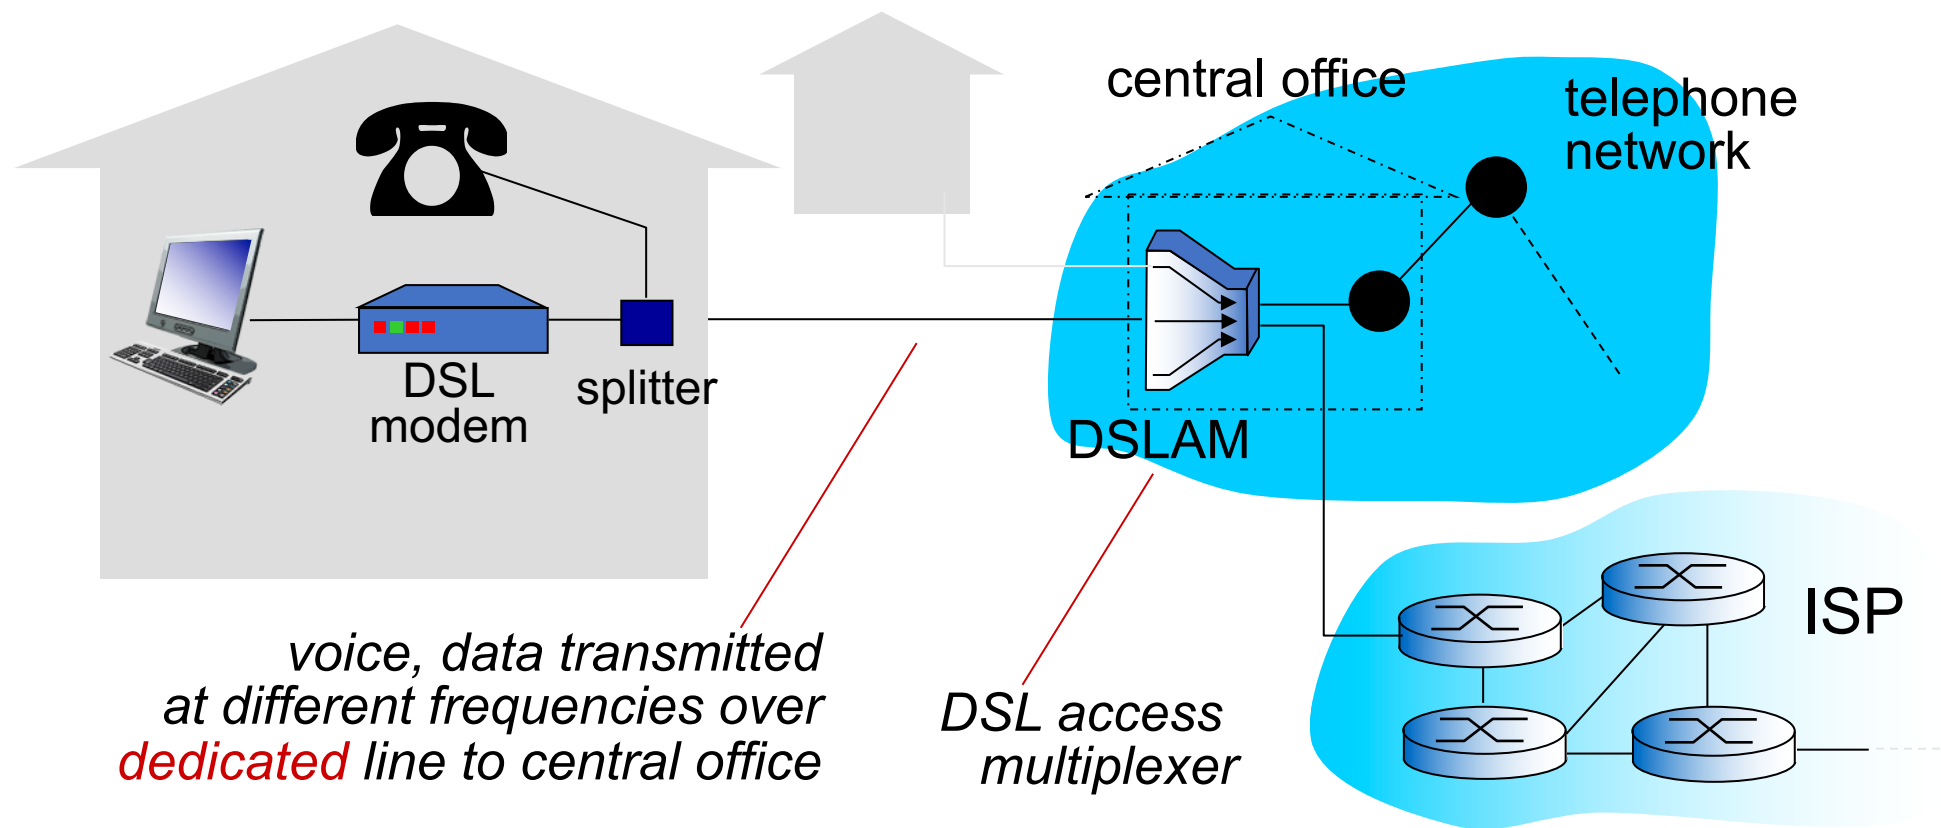 central office
telephone
network
DSL
modem
splitter
DSLAM
ISP
voice, data transmitted
at different frequencies over
dedicated line to central office
DSL access
multiplexer